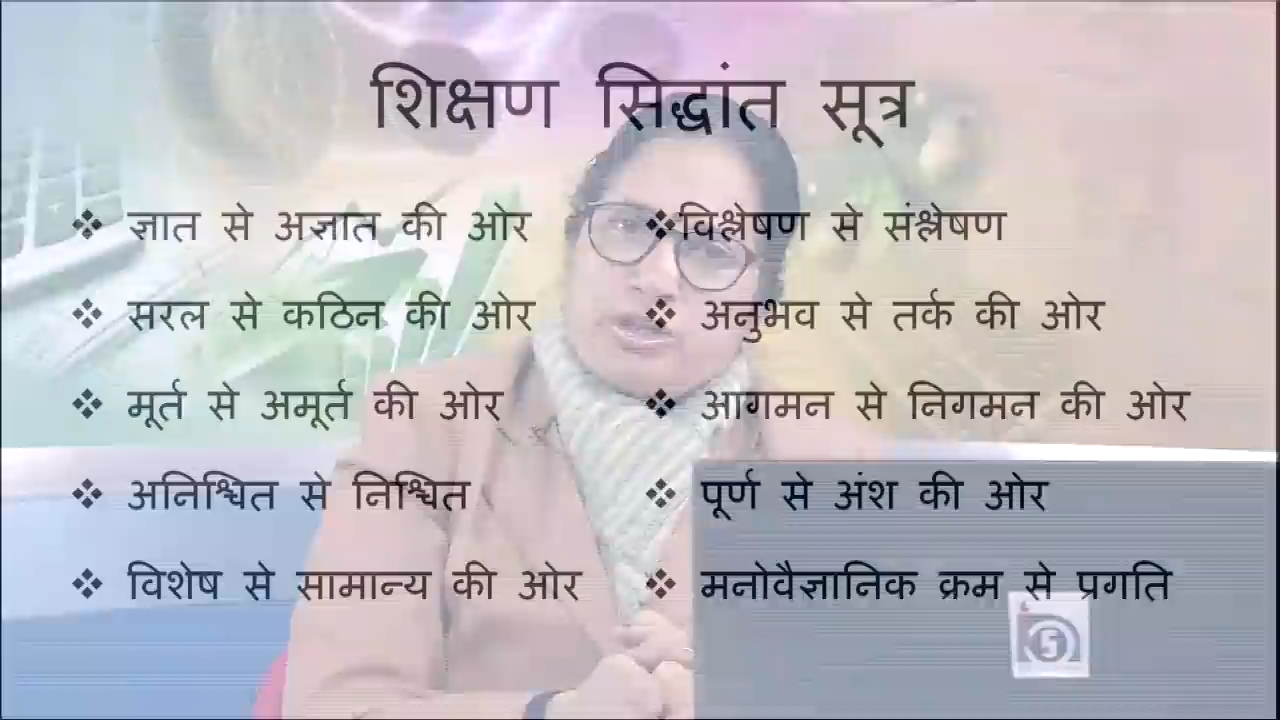 शिक्षण सिद्धांत सूत्र
❖ ज्ञात से अज्ञात की ओर
❖ सरल से कठिन की ओर
❖ मूर्त से अमूर्त की ओर
❖ अनिश्चित से निश्चित
❖ विशेष से सामान्य की ओर
❖विश्लेषण से संश्लेषण
❖ अनुभव से तर्क की ओर
❖ आगमन से निगमन की ओर
❖ पूर्ण से अंश की ओर
❖ मनोवैज्ञानिक क्रम से प्रगति
5